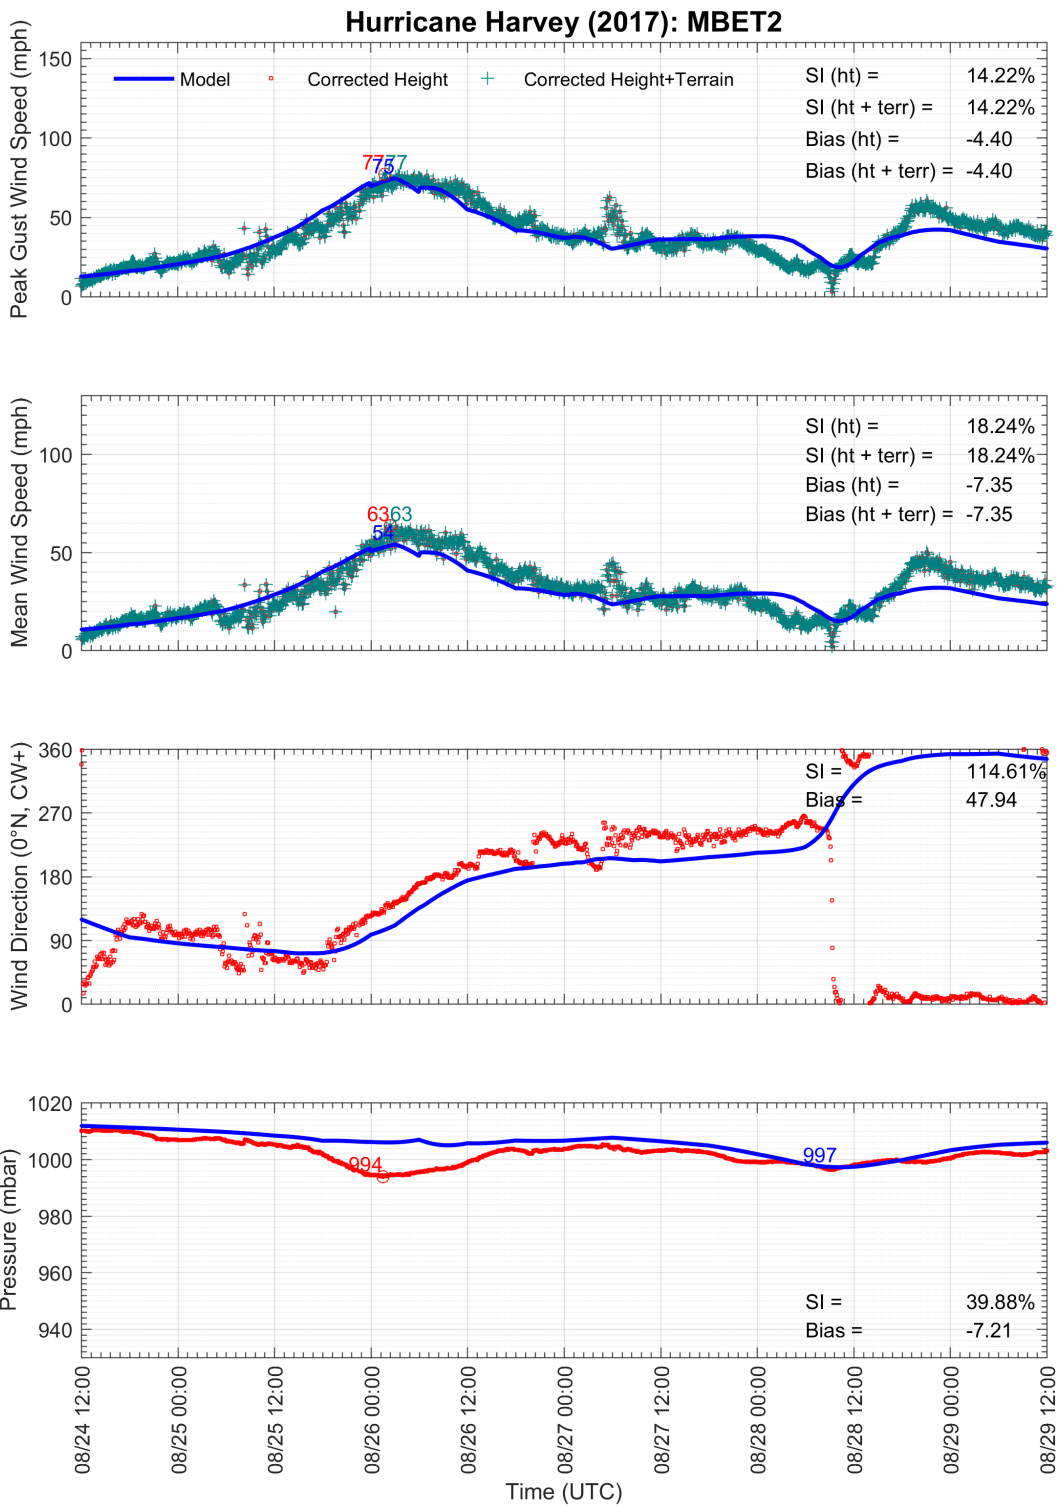 Hurricane Harvey (2017): MBET2
Peak Gust Wind Speed (mph)
150
100
50
0
Model
Corrected Height
Corrected Height+Terrain
SI (ht) = 14.22%
SI (ht + terr) = 14.22%
Bias (ht) = -4.40
Bias (ht + terr) = -4.40
77
75
77
Mean Wind Speed (mph)
100
50
0
SI (ht) = 18.24%
SI (ht + terr) = 18.24%
Bias (ht) = -7.35
Bias (ht + terr) = -7.35
63
63
54
Wind Direction (0°N, CW+)
360
270
180
90
0
SI = 114.61%
Bias = 47.94
Pressure (mbar)
1020
1000
980
960
940
994
997
SI = 39.88%
Bias = -7.21
08/24 12:00
08/25 00:00
08/25 12:00
08/26 00:00
08/26 12:00
08/27 00:00
08/27 12:00
08/28 00:00
08/28 12:00
08/29 00:00
08/29 12:00
Time (UTC)